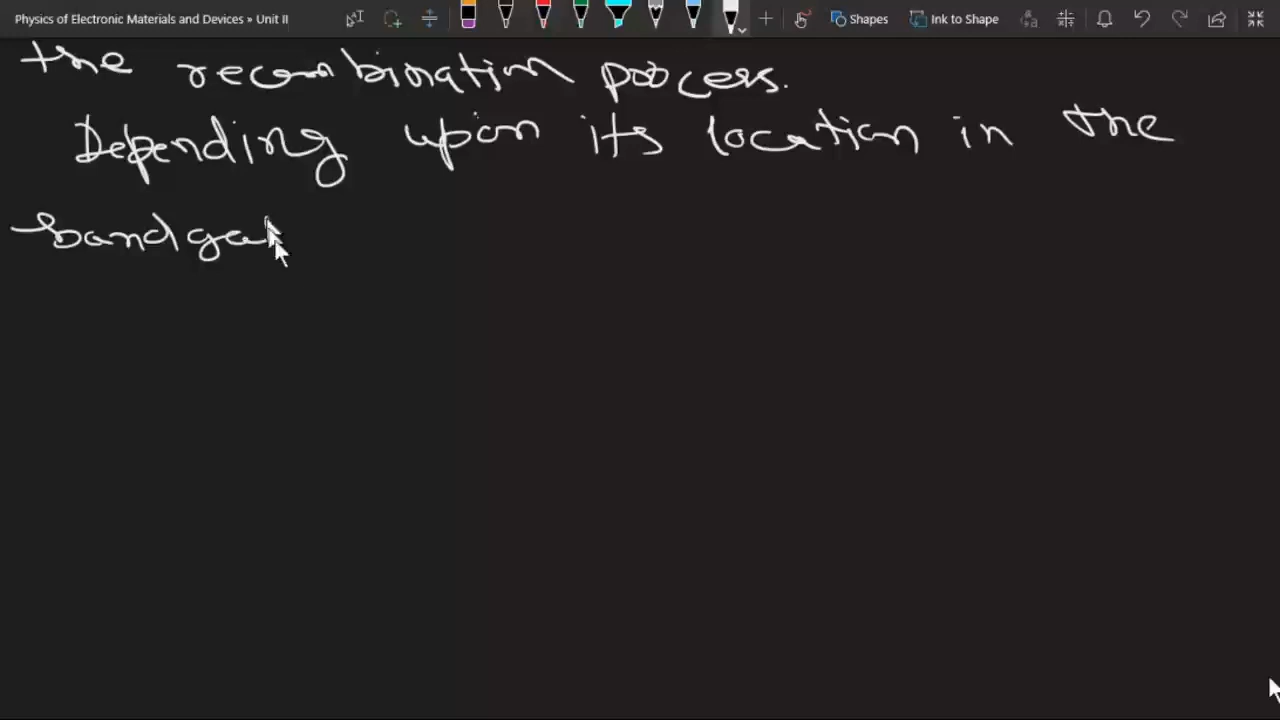 Physics of Electronic Materials and Devices » Unit II
Shapes
Ink to Shape
the recombination process.
Depending upon its location in the
bandga